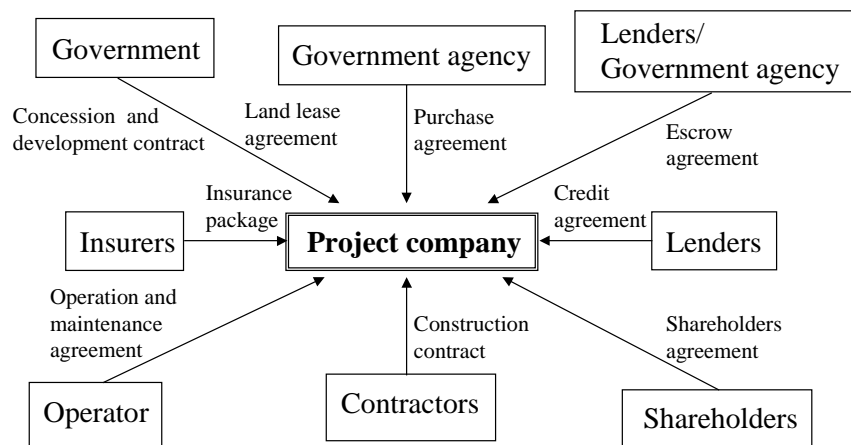 Government
Government agency
Lenders/
Government agency
Concession and
development contract
Land lease
agreement
Purchase
agreement
Escrow
agreement
Insurance
package
Credit
agreement
Insurers
Project company
Lenders
Operation and
maintenance
agreement
Construction
contract
Shareholders
agreement
Operator
Contractors
Shareholders